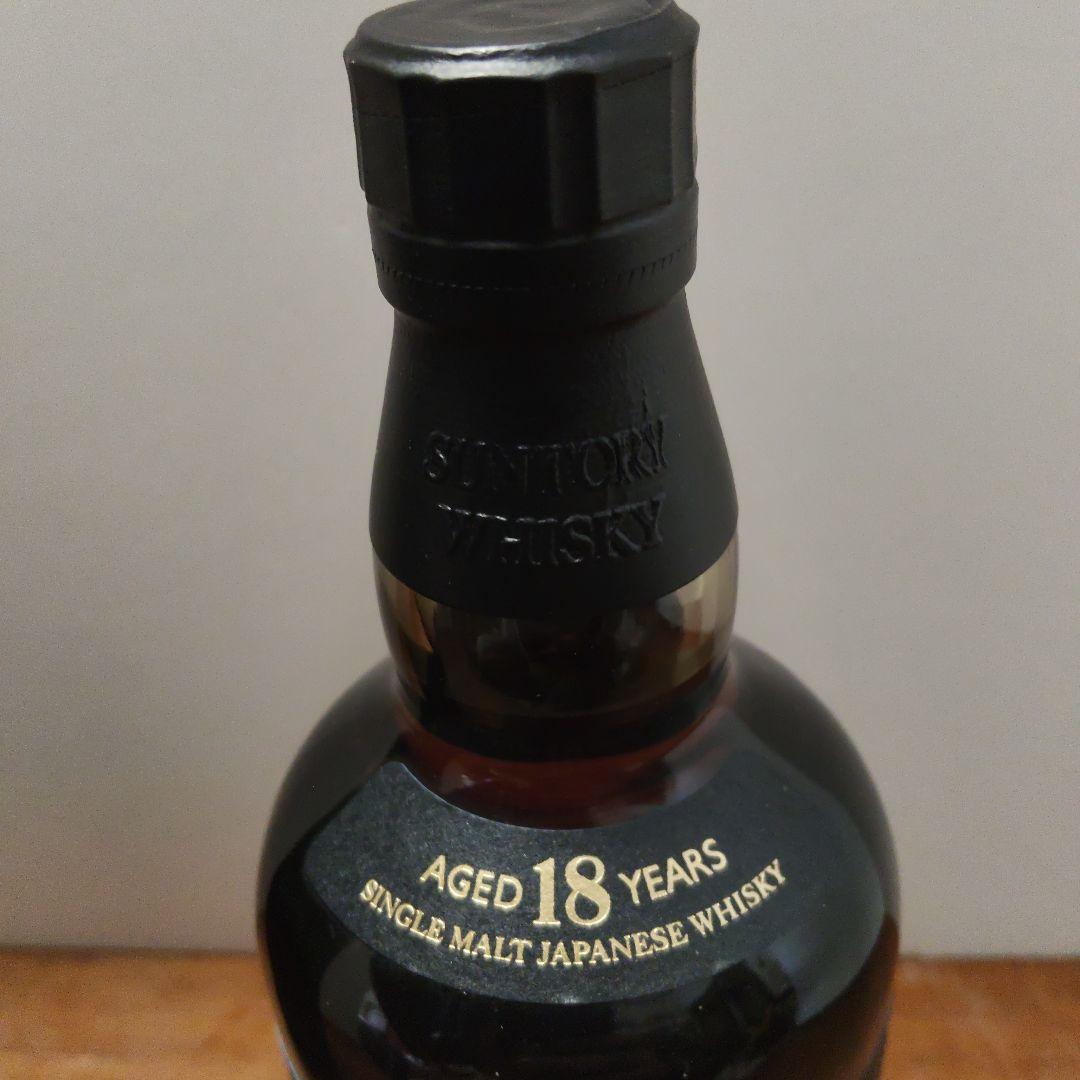 SUNTORY
WHISKY
AGED 18 YEARS
SINGLE MALT JAPANESE WHISKY